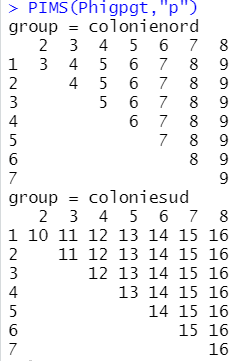 > PIMS(Phigpgt,"p")
group = colonienord
   2  3  4  5  6  7  8
1  3  4  5  6  7  8  9
2     4  5  6  7  8  9
3        5  6  7  8  9
4           6  7  8  9
5              7  8  9
6                 8  9
7                    9
group = coloniesud
   2  3  4  5  6  7  8
1 10 11 12 13 14 15 16
2    11 12 13 14 15 16
3       12 13 14 15 16
4          13 14 15 16
5             14 15 16
6                15 16
7                   16